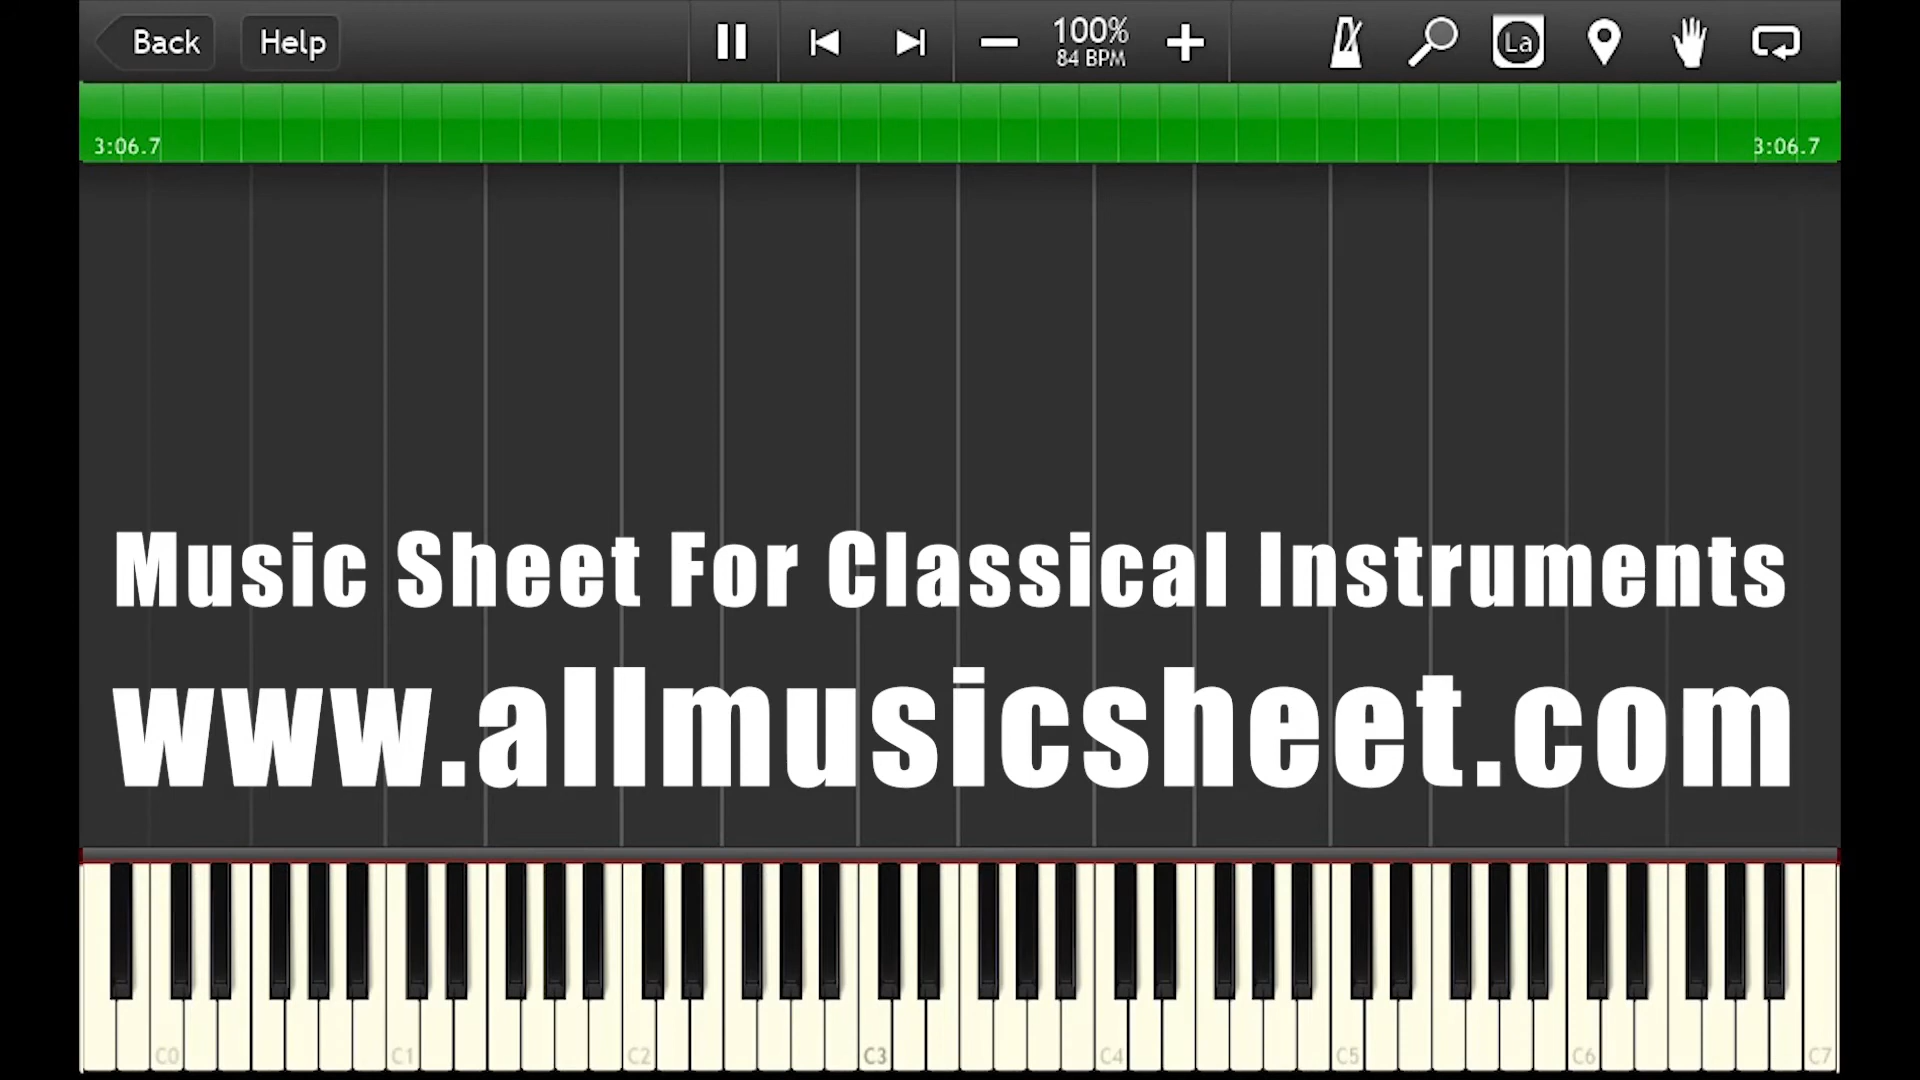 Back Help 100% La
84 BPM
3:06.7 3:06.7
Music Sheet For Classical Instruments
www.allmusicsheet.com
C0 C1 C2 C3 C4 C5 C6 C7